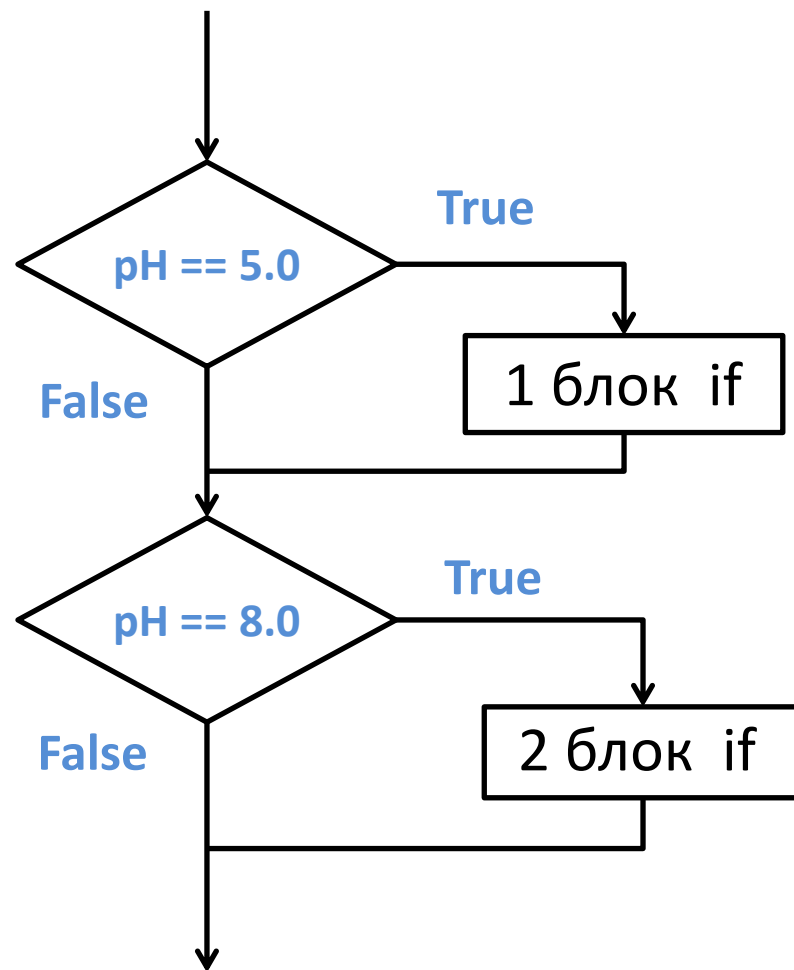 True
pH == 5.0
1 блок if
False
True
pH == 8.0
2 блок if
False